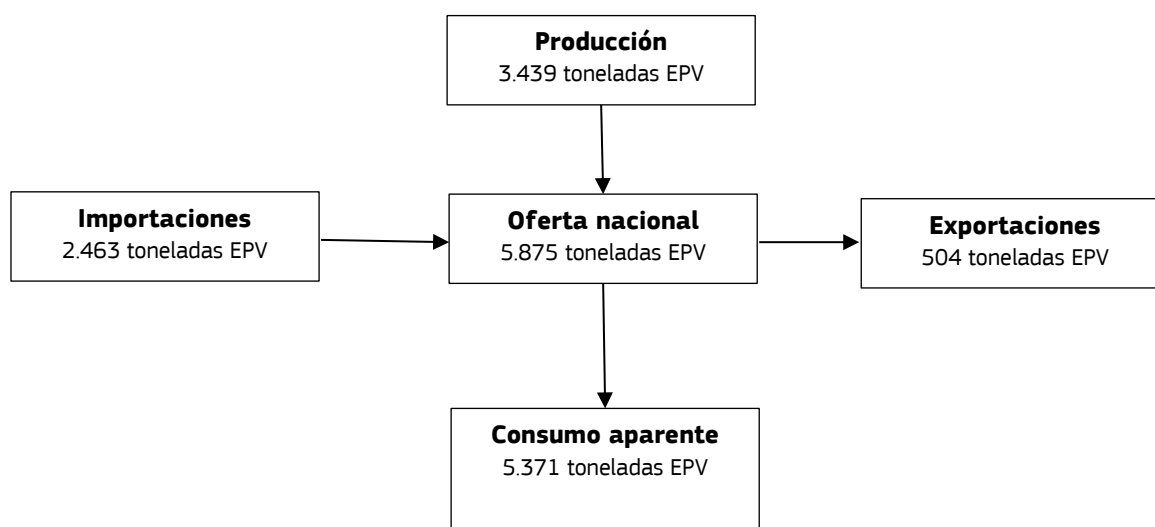 Producción
3.439 toneladas EPV
Importaciones
2.463 toneladas EPV
Oferta nacional
5.875 toneladas EPV
Exportaciones
504 toneladas EPV
Consumo aparente
5.371 toneladas EPV